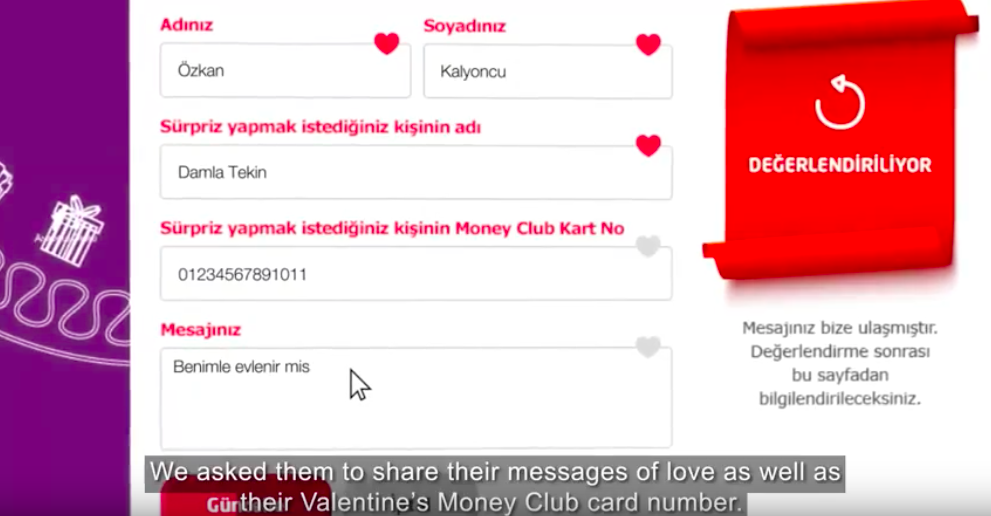 Adınız
Soyadınız
Özkan
Kalyoncu
Sürpriz yapmak istediğiniz kişinin adı
Damla Tekin
Sürpriz yapmak istediğiniz kişinin Money Club Kart No
01234567891011
Mesajınız
Benimle evlenir mis
DEĞERLENDİRİLİYOR
Mesajınız bize ulaşmıştır.
Değerlendirme sonrası
bu sayfadan
bilgilendirileceksiniz.
We asked them to share their messages of love as well as
their Valentine's Money Club card number.